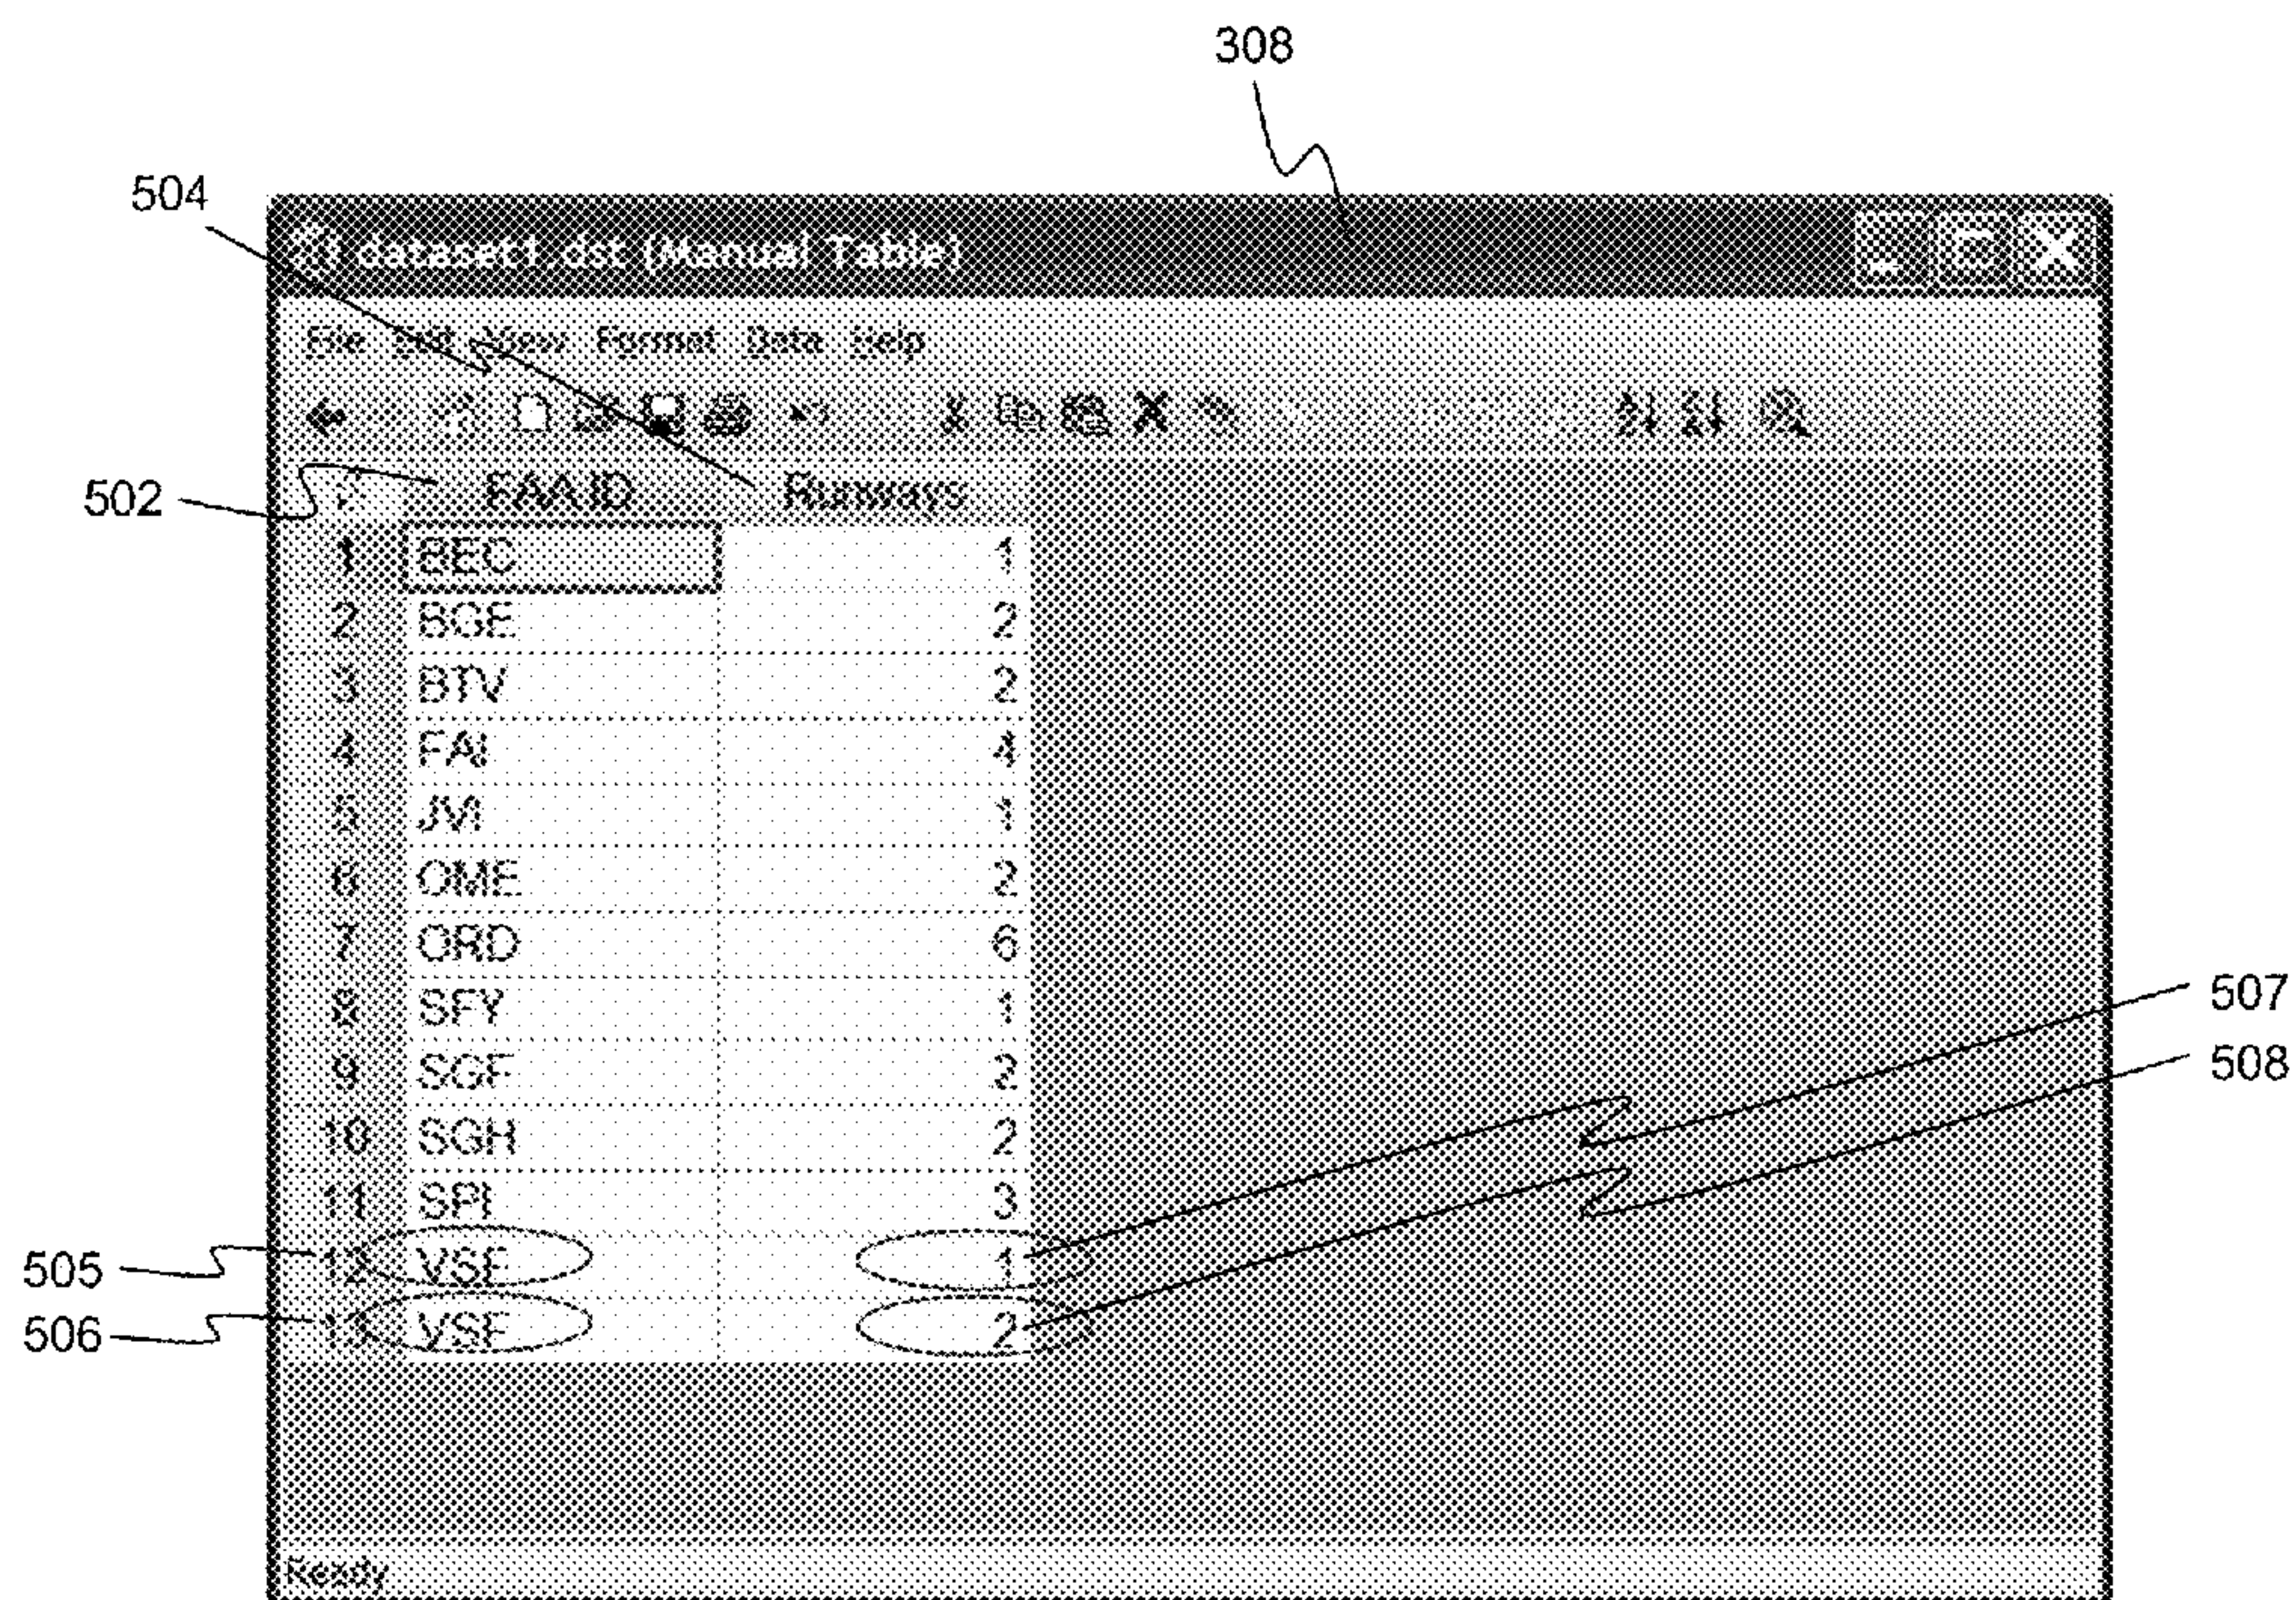 308
504
dataset1.dst (Manual Table)
File Edit View Format Data Help
502
FAA ID Runways
1 BEC 1
2 BGE 2
3 BTV 2
4 FAI 4
5 JVI 1
6 OME 2
7 ORD 6
8 SFY 1
9 SGF 2
10 SGH 2
11 SPI 3
12 VSF 1
13 VSF 2
507
508
505
506
Ready